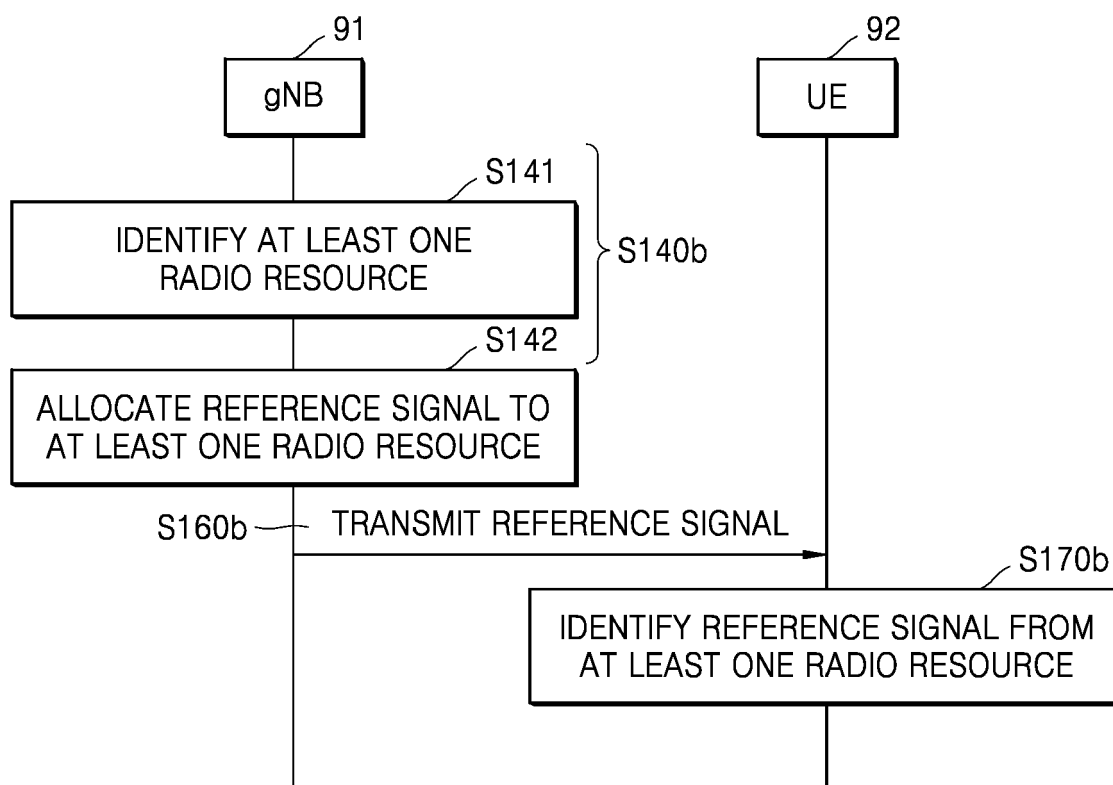 91
92
gNB
UE
S141
IDENTIFY AT LEAST ONE
RADIO RESOURCE
S140b
S142
ALLOCATE REFERENCE SIGNAL TO
AT LEAST ONE RADIO RESOURCE
S160b
TRANSMIT REFERENCE SIGNAL
S170b
IDENTIFY REFERENCE SIGNAL FROM
AT LEAST ONE RADIO RESOURCE